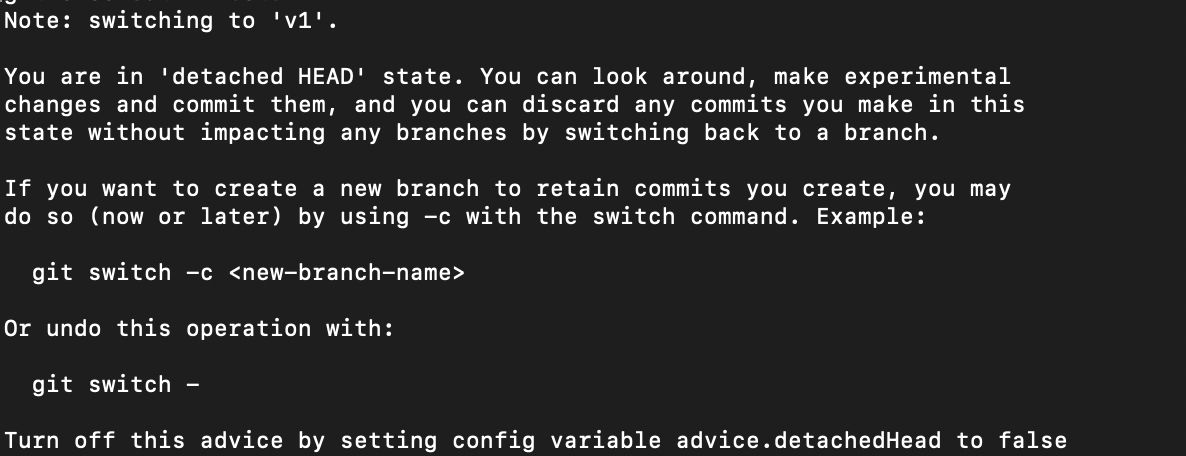 Note: switching to 'v1'.
You are in 'detached HEAD' state. You can look around, make experimental
changes and commit them, and you can discard any commits you make in this
state without impacting any branches by switching back to a branch.
If you want to create a new branch to retain commits you create, you may
do so (now or later) by using -c with the switch command. Example:
git switch -c <new-branch-name>
Or undo this operation with:
git switch -
Turn off this advice by setting config variable advice.detachedHead to false